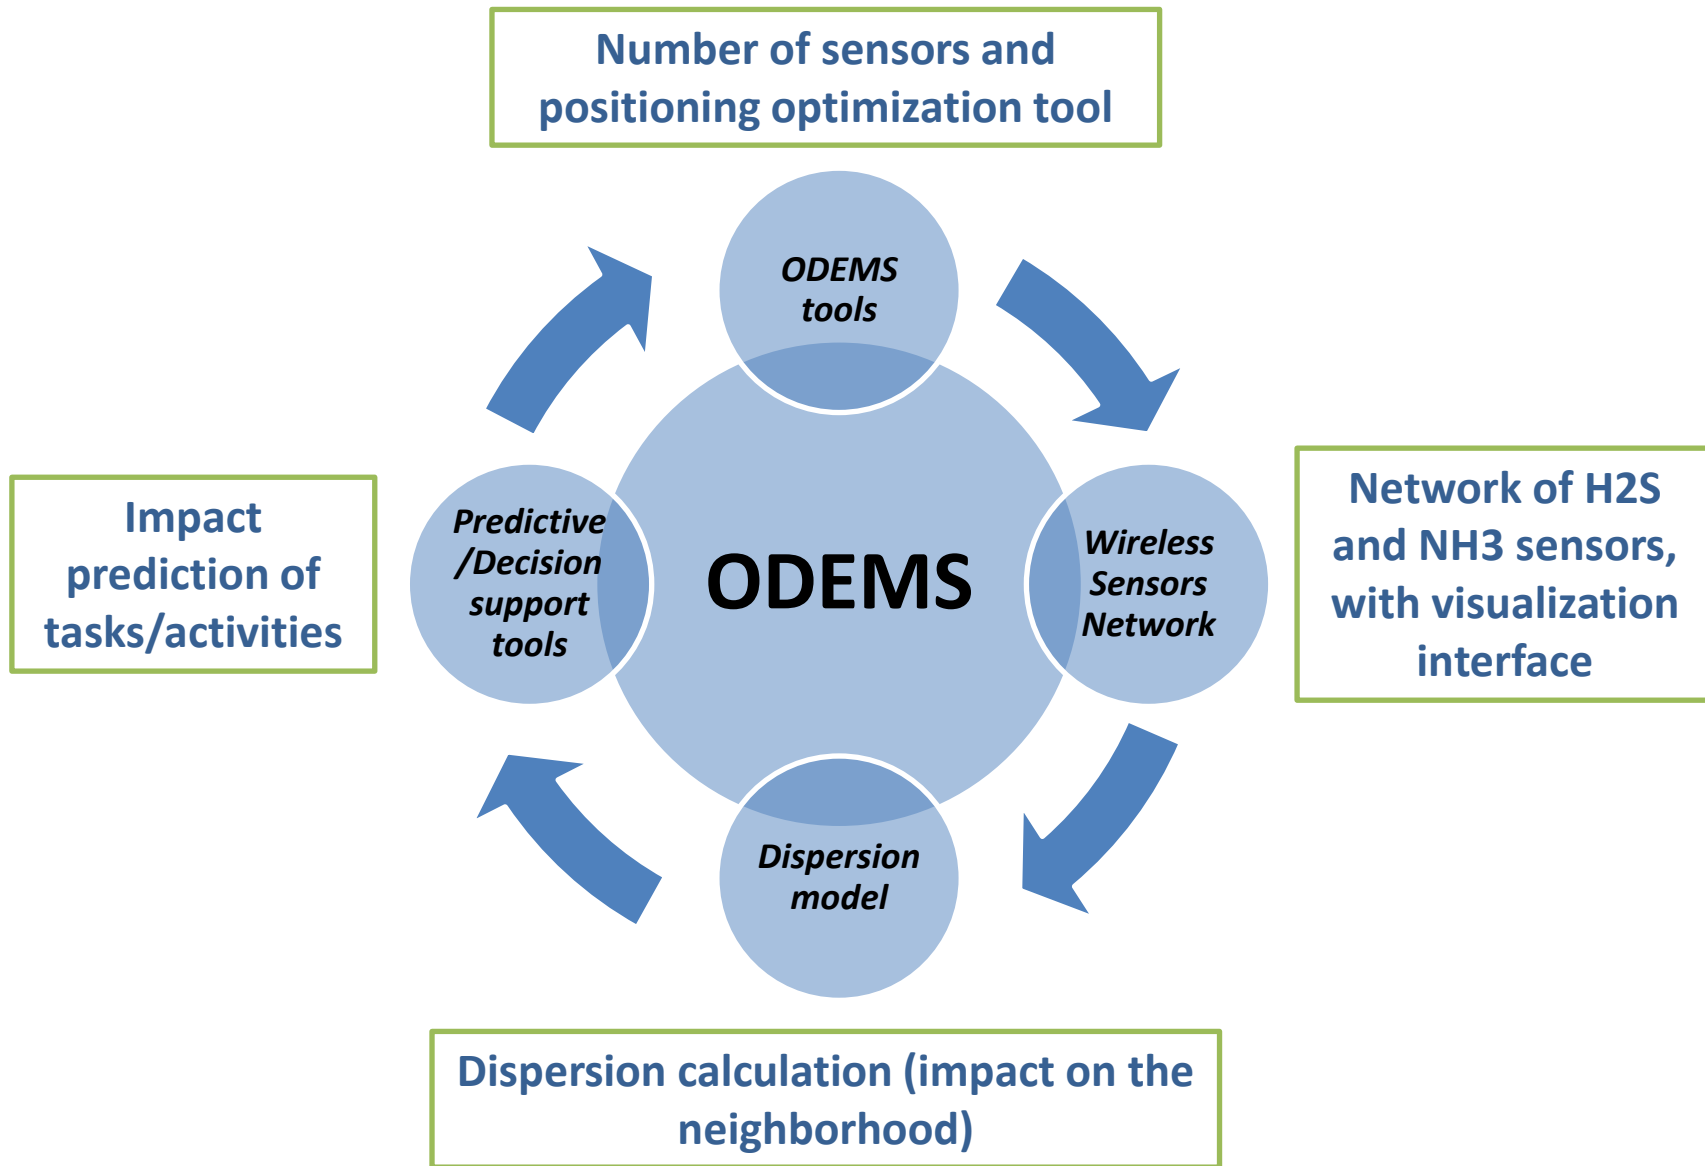 Number of sensors and
positioning optimization tool
ODEMS
tools
Impact
prediction of
tasks/activities
Predictive
/Decision
support
tools
ODEMS
Wireless
Sensors
Network
Network of H2S
and NH3 sensors,
with visualization
interface
Dispersion
model
Dispersion calculation (impact on the
neighborhood)